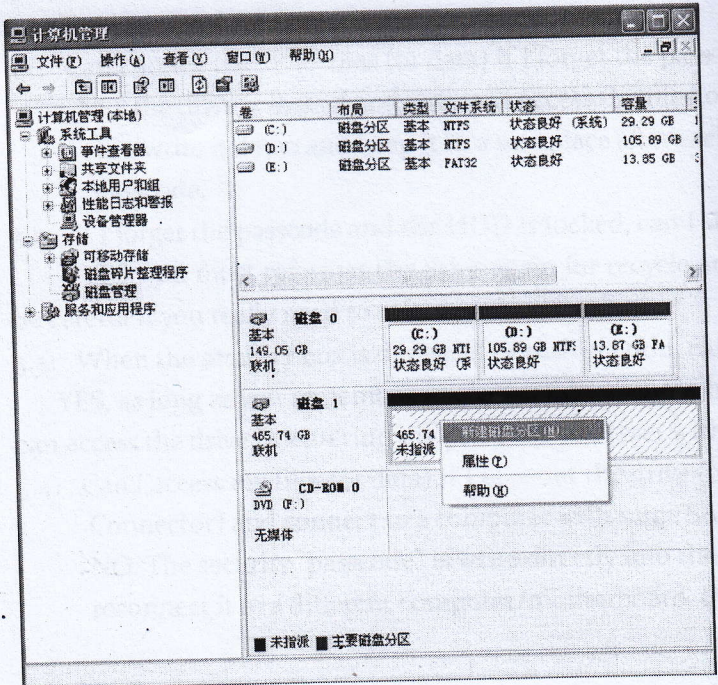 计算机管理
文件(F) 操作(A) 查看(V) 窗口(W) 帮助(H)
计算机管理(本地)
系统工具
事件查看器
共享文件夹
本地用户和组
性能日志和警报
设备管理器
存储
可移动存储
磁盘碎片整理程序
磁盘管理
服务和应用程序
卷 布局 类型 文件系统 状态 容量
(C:) 磁盘分区 基本 NTFS 状态良好 (系统) 29.29 GB
(D:) 磁盘分区 基本 NTFS 状态良好 105.89 GB
(E:) 磁盘分区 基本 FAT32 状态良好 13.85 GB
磁盘 0
基本
149.05 GB
联机
(C:)
29.29 GB NTI
状态良好 (系
(D:)
105.89 GB NTFS
状态良好
(E:)
13.87 GB FA
状态良好
磁盘 1
基本
465.74 GB
联机
465.74
未指派
新建磁盘分区(N)...
属性(P)
帮助(H)
CD-ROM 0
DVD (F:)
无媒体
未指派 主要磁盘分区